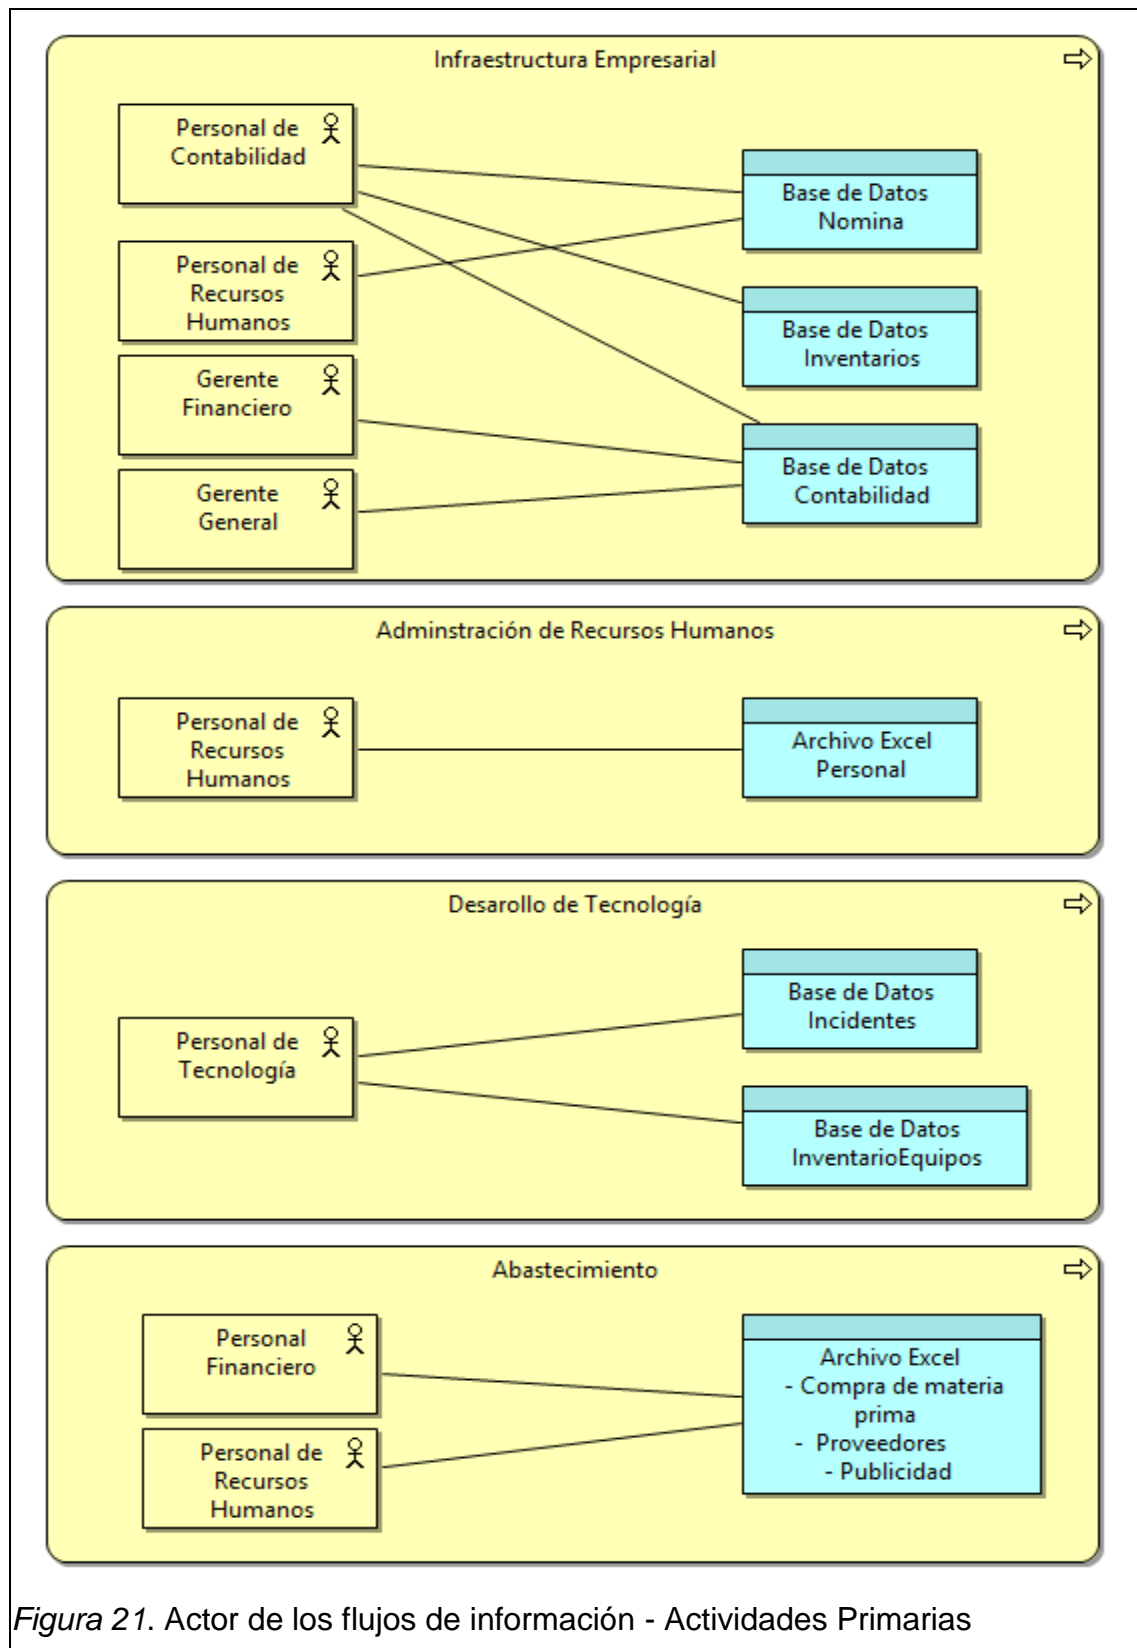 Infraestructura Empresarial
Personal de
Contabilidad
Personal de
Recursos
Humanos
Gerente
Financiero
Gerente
General
Base de Datos
Nomina
Base de Datos
Inventarios
Base de Datos
Contabilidad
Adminstración de Recursos Humanos
Personal de
Recursos
Humanos
Archivo Excel
Personal
Desarollo de Tecnología
Personal de
Tecnología
Base de Datos
Incidentes
Base de Datos
InventarioEquipos
Abastecimiento
Personal
Financiero
Personal de
Recursos
Humanos
Archivo Excel
- Compra de materia
prima
- Proveedores
- Publicidad
Figura 21. Actor de los flujos de información - Actividades Primarias